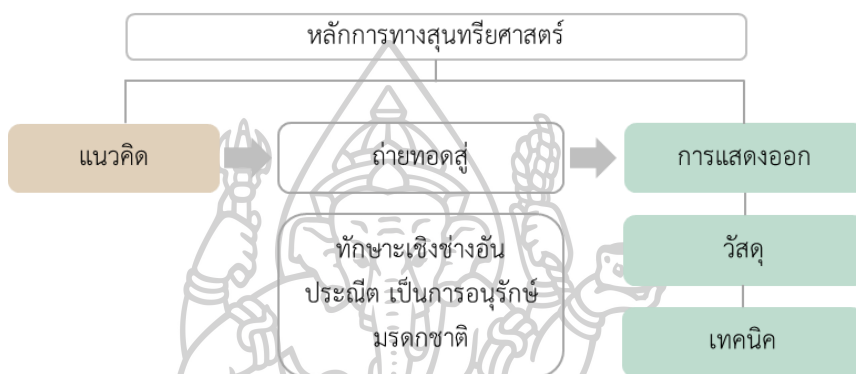 หลักการทางสุนทรียศาสตร์
แนวคิด
ถ่ายทอดสู่
การแสดงออก
ทักษะเชิงช่างอัน
ประณีต เป็นการอนุรักษ์
มรดกชาติ
วัสดุ
เทคนิค